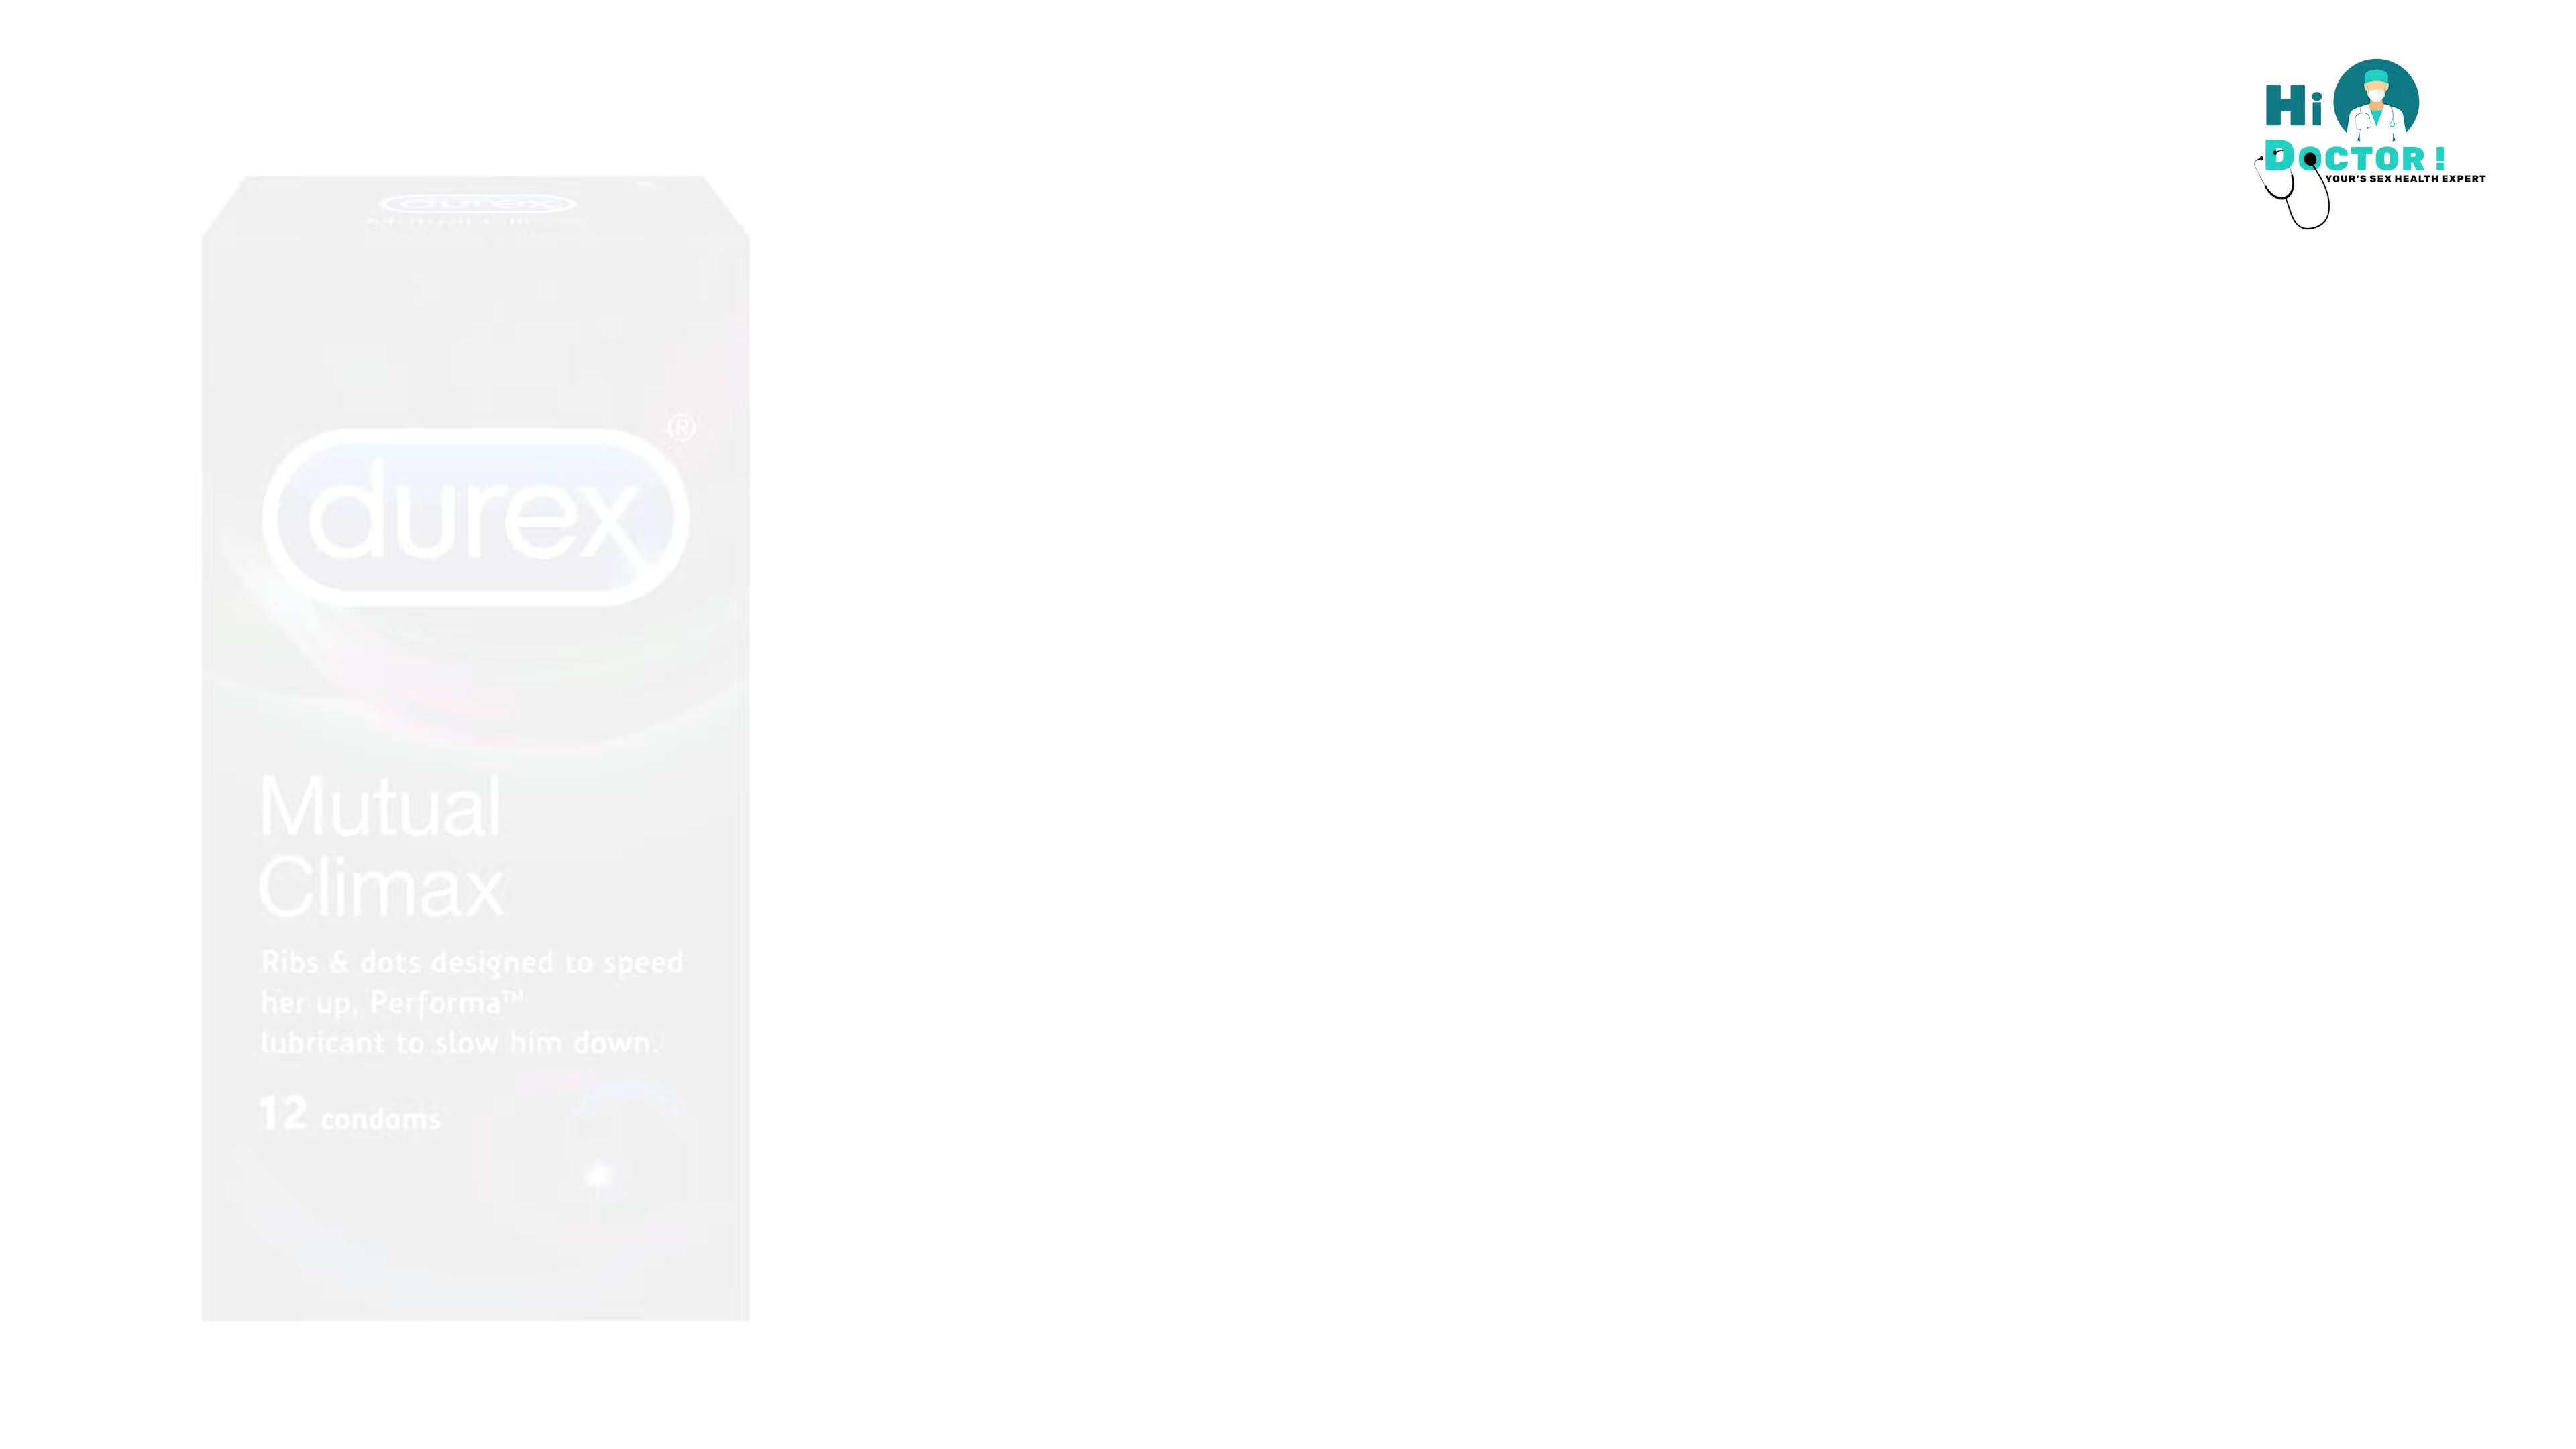 durex
durex
®
Mutual
Climax
Ribs & dots designed to speed
her up, Performa™
lubricant to slow him down.
12 condoms
Hi
DOCTOR !
YOUR'S SEX HEALTH EXPERT